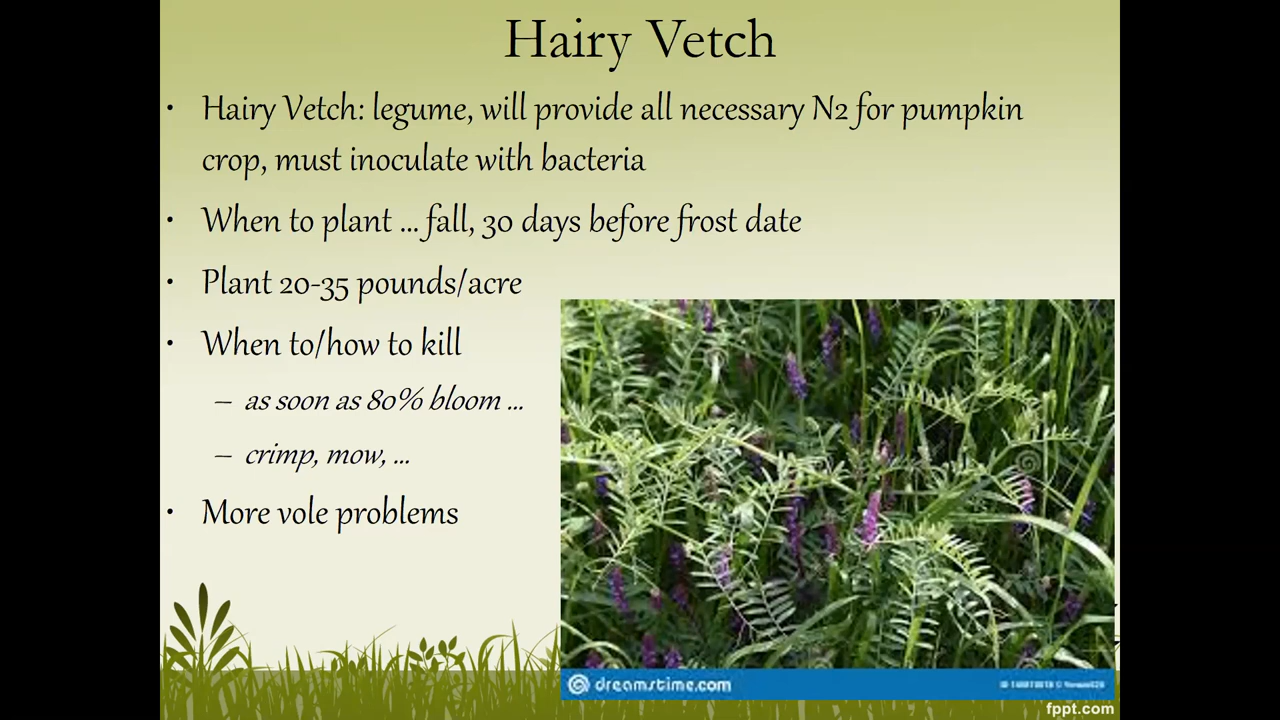 Hairy Vetch
• Hairy Vetch: legume, will provide all necessary N2 for pumpkin
crop, must inoculate with bacteria
• When to plant ... fall, 30 days before frost date
• Plant 20-35 pounds/acre
• When to/how to kill
– as soon as 80% bloom ...
– crimp, mow, ...
• More vole problems
dreamstime.com
fppt.com